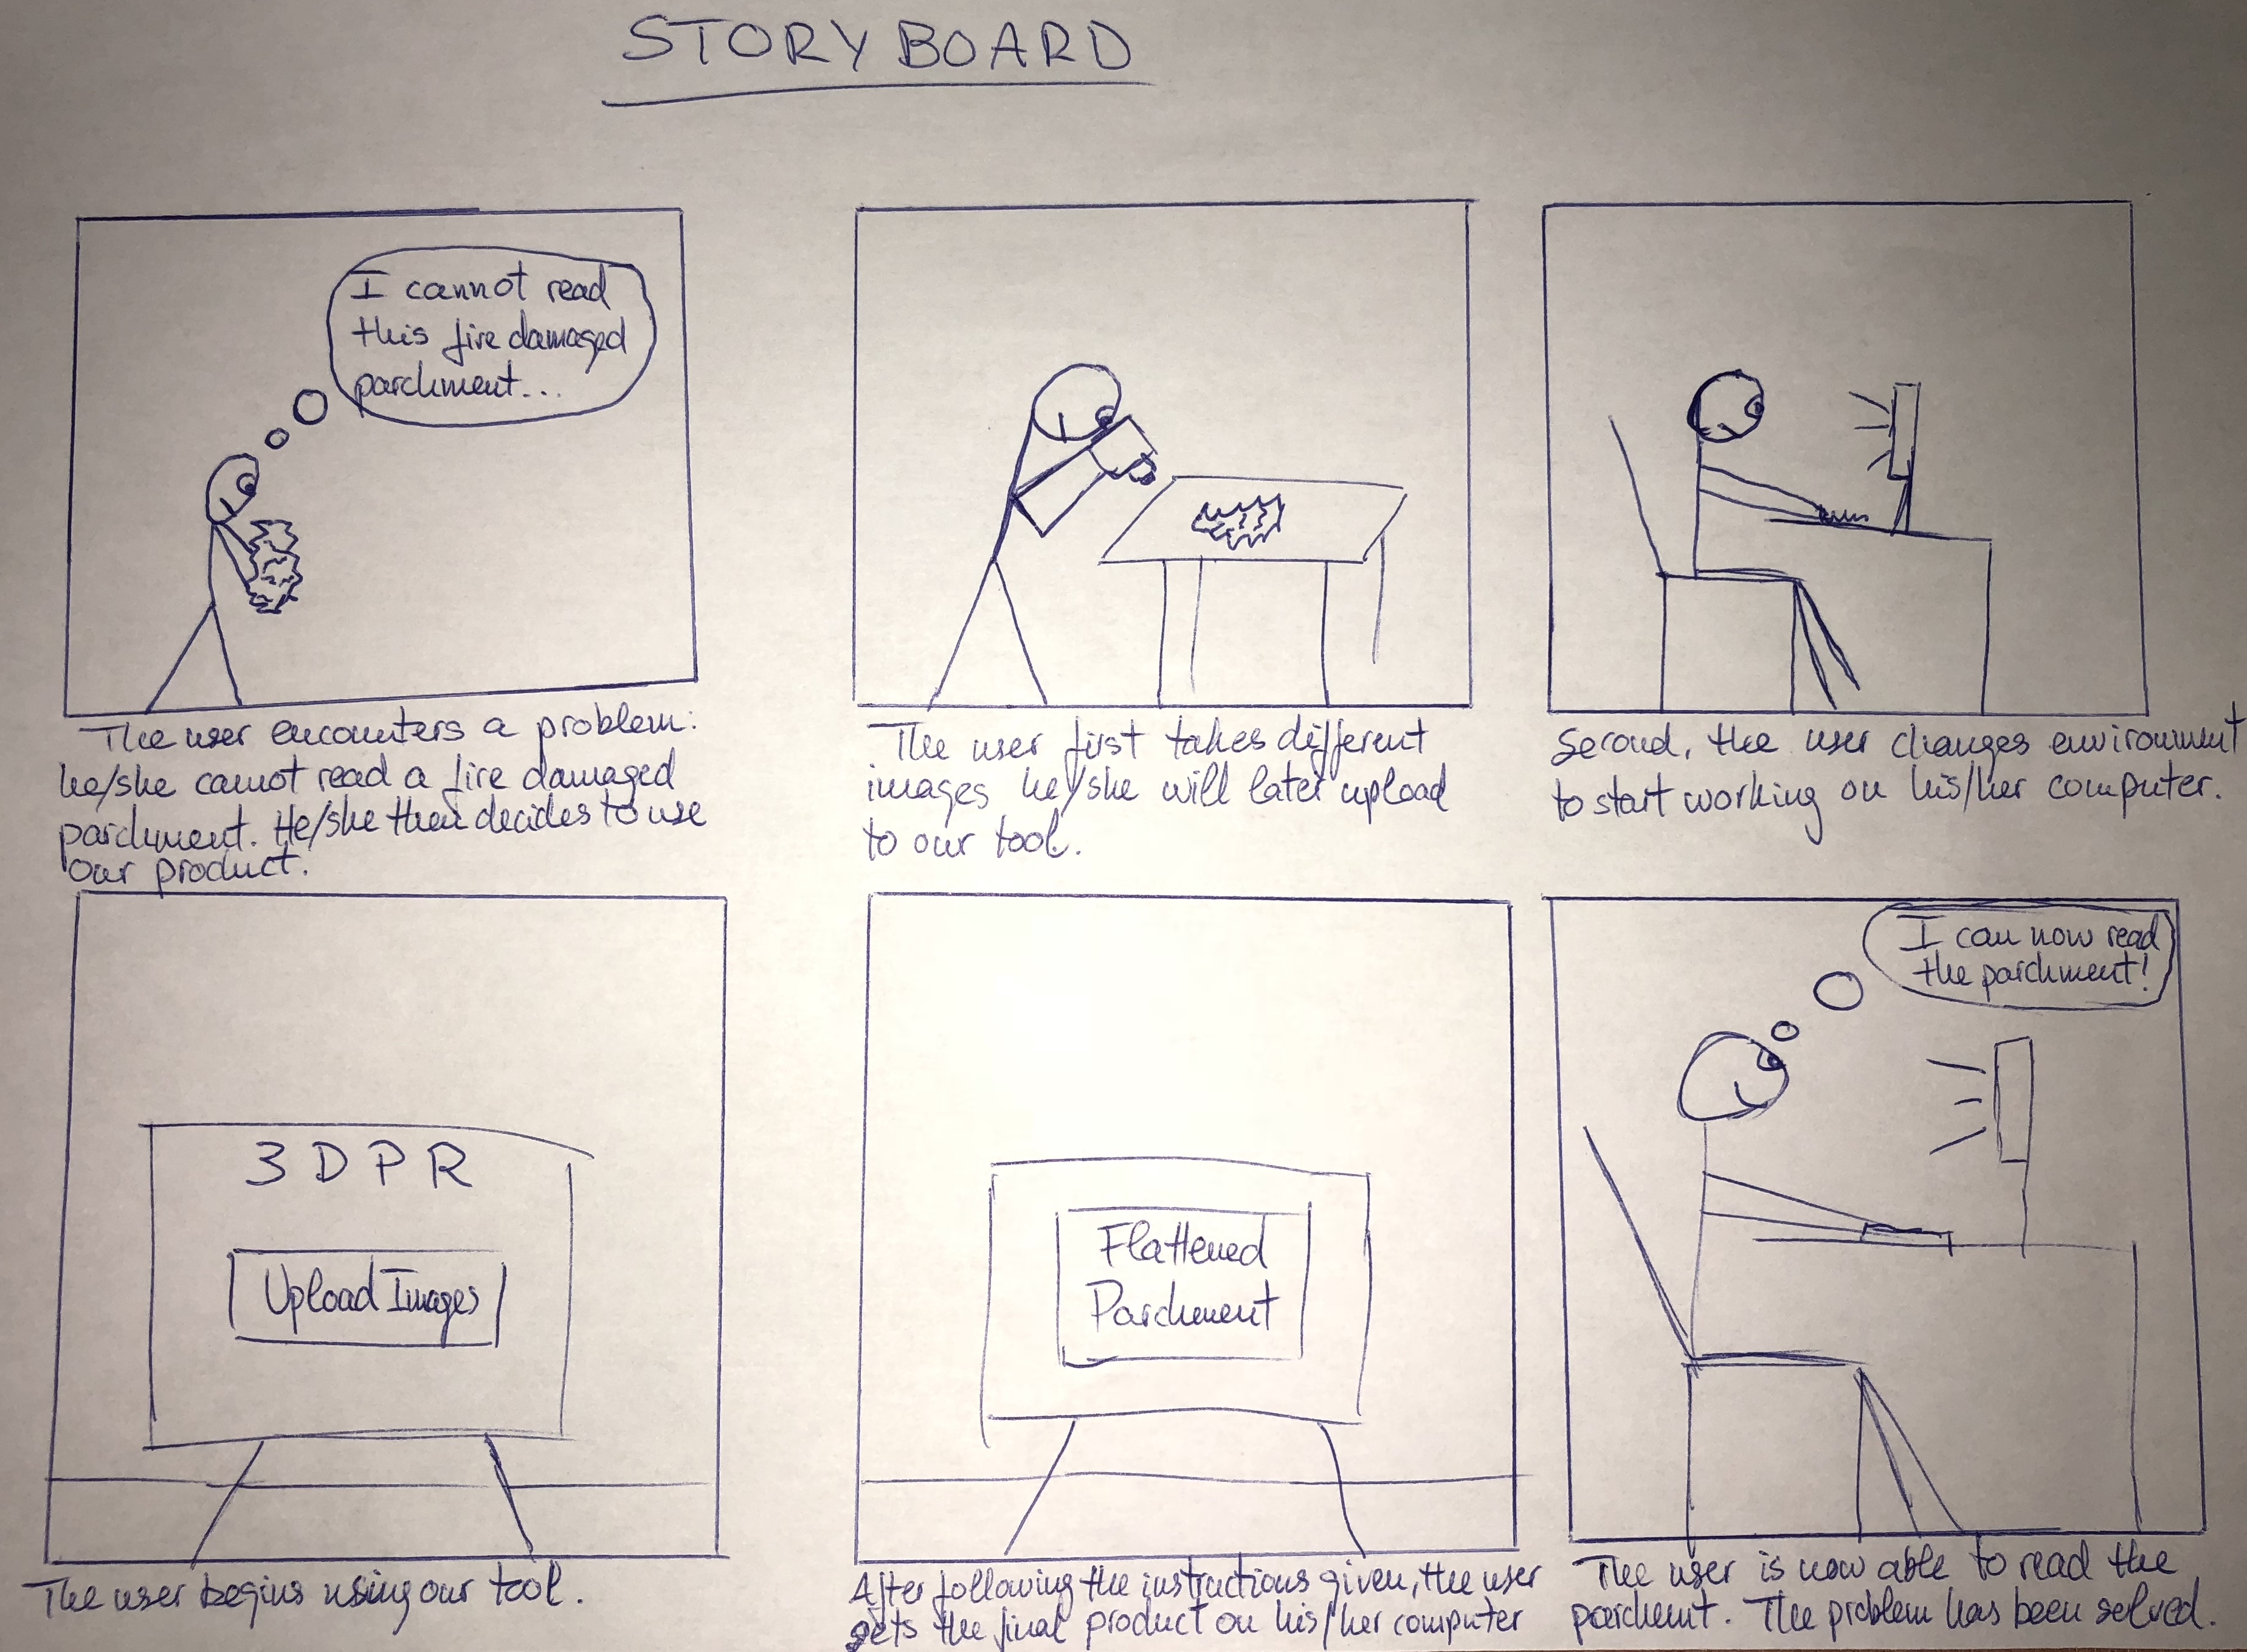 STORYBOARD
I cannot read
this fire damaged
parchment...
The user encounters a problem:
he/she cannot read a fire damaged
parchment. He/she then decides to use
our product.
The user first takes different
images he/she will later upload
to our tool.
Second, the user changes environment
to start working on his/her computer.
3DPR
Upload Images
The user begins using our tool.
Flattened
Parchment
After following the instructions given, the user
gets the final product on his/her computer
I can now read
the parchment!
The user is now able to read the
parchemt. The problem has been solved.